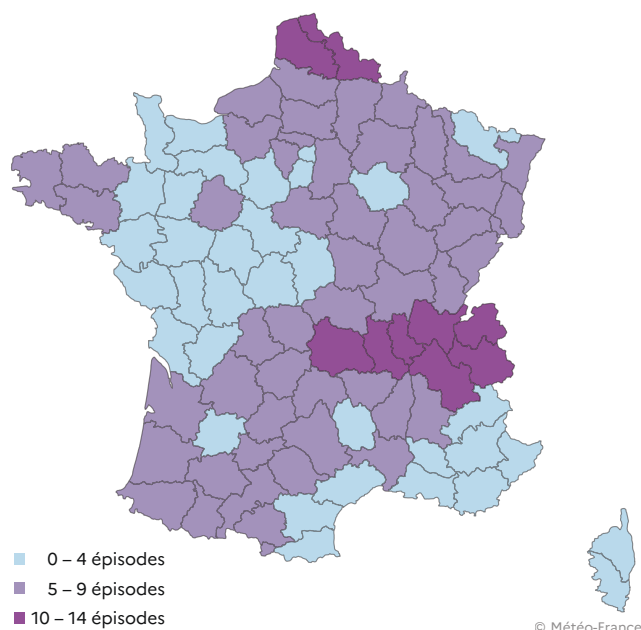 0 – 4 épisodes
5 – 9 épisodes
10 – 14 épisodes
© Météo-France